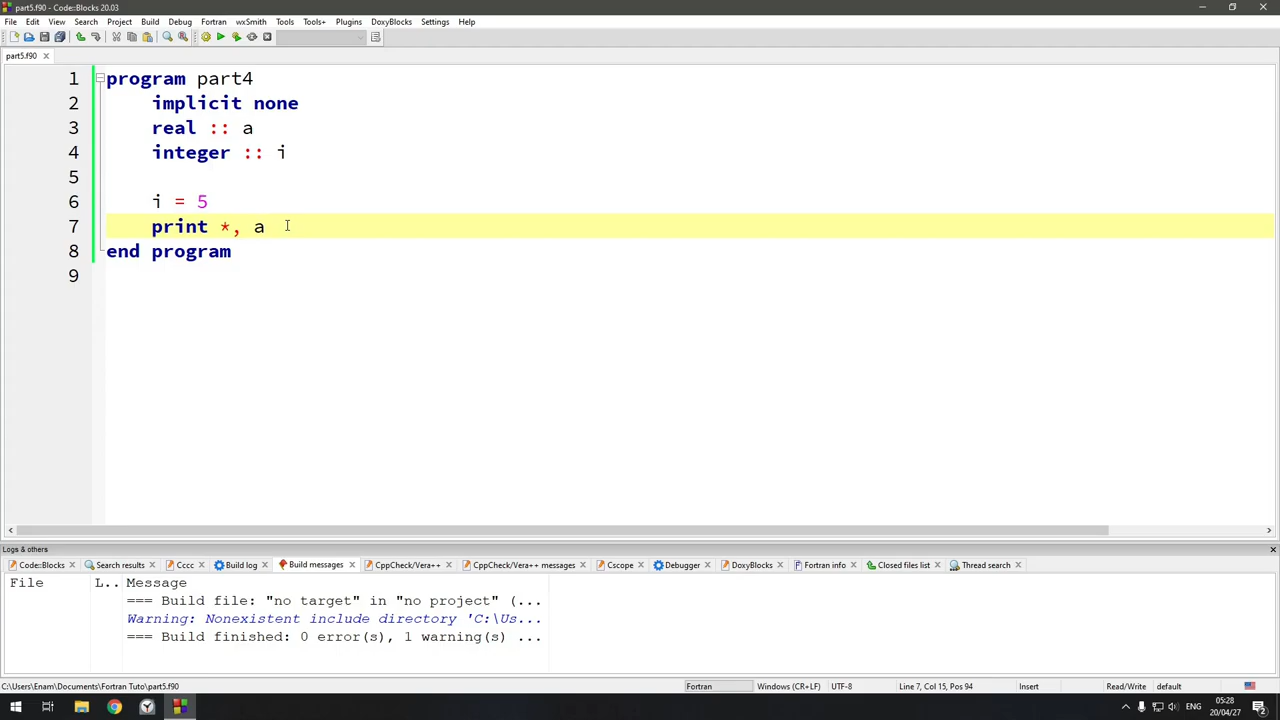 part5.f90 - Code::Blocks 20.03
File Edit View Search Project Build Debug Fortran wxSmith Tools Tools+ Plugins DoxyBlocks Settings Help
part5.f90
1 program part4
2 implicit none
3 real :: a
4 integer :: i
5
6 i = 5
7 print *, a
8 end program
9
Logs & others
Code::Blocks Search results Cccc Build log Build messages CppCheck/Vera++ CppCheck/Vera++ messages Cscope Debugger DoxyBlocks Fortran info Closed files list Thread search
File L.. Message
=== Build file: "no target" in "no project" (...
Warning: Nonexistent include directory 'C:\Us...
=== Build finished: 0 error(s), 1 warning(s) ...
C:\Users\Enam\Documents\Fortran Tuto\part5.f90 Fortran Windows (CR+LF) UTF-8 Line 7, Col 15, Pos 94 Insert Read/Write default
ENG 05:28
20/04/27 2